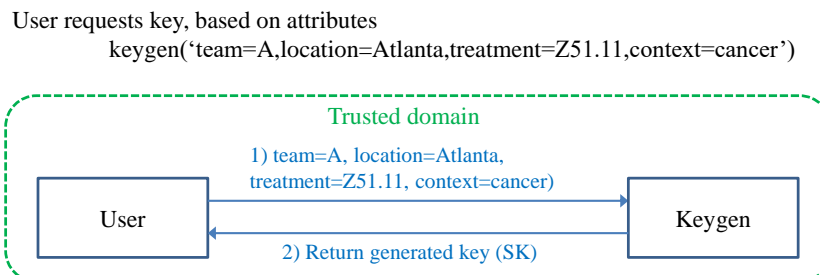 User requests key, based on attributes
keygen(‘team=A,location=Atlanta,treatment=Z51.11,context=cancer’)
Trusted domain
1) team=A, location=Atlanta,
treatment=Z51.11, context=cancer)
User
Keygen
2) Return generated key (SK)